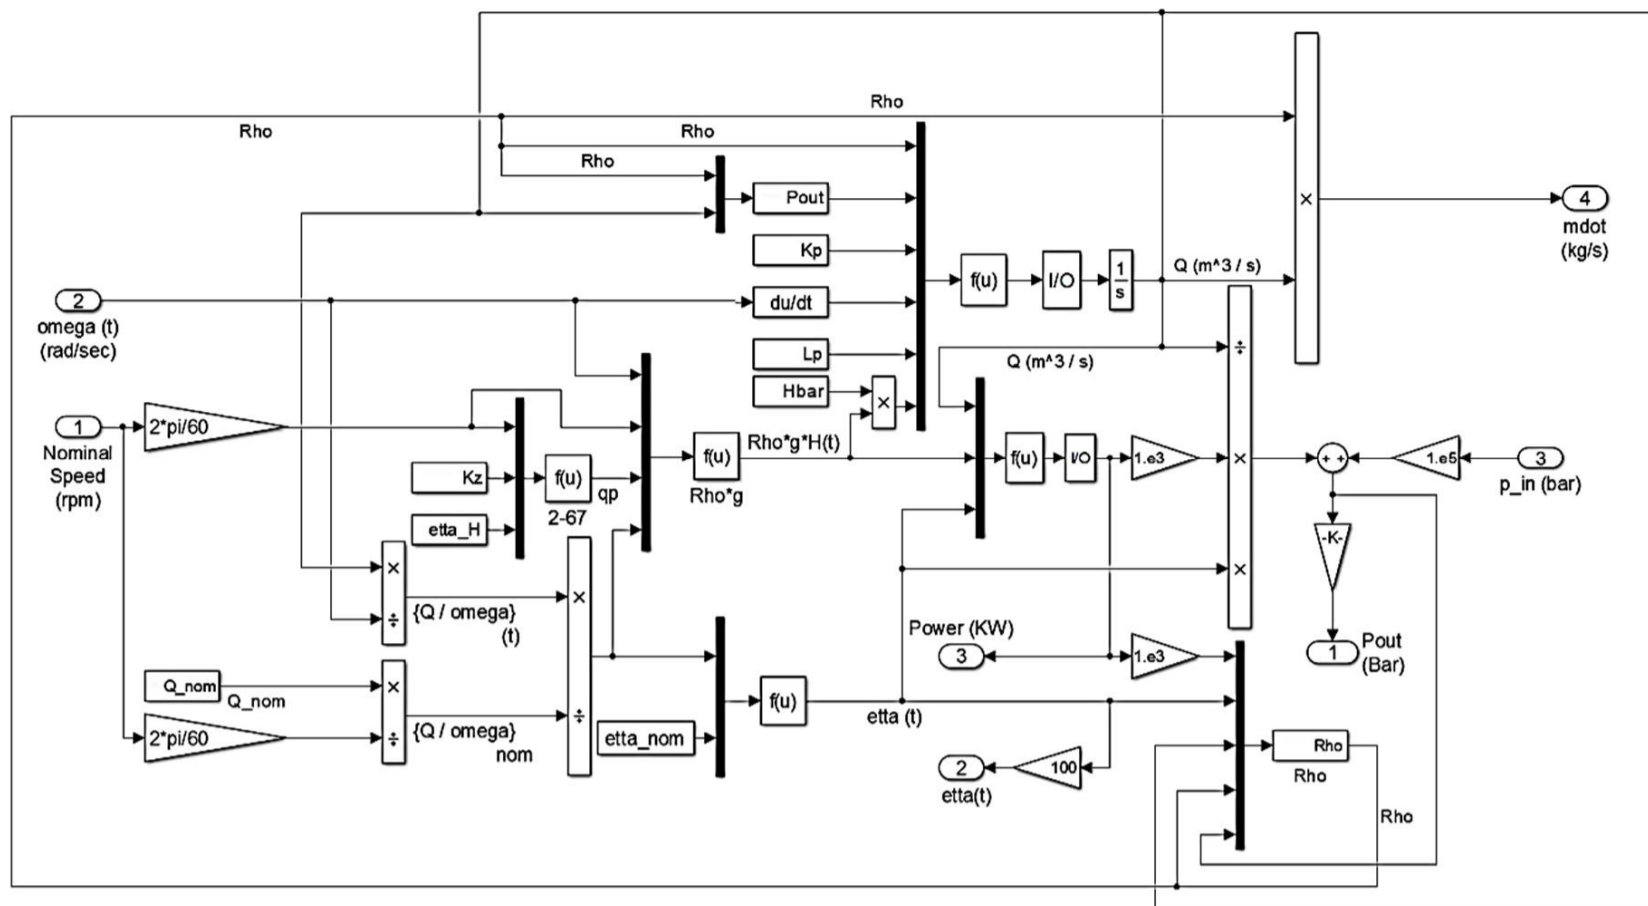 Rho
Rho
Rho
Rho
Pout
×
4
mdot
(kg/s)
Kp
Q (m^3 / s)
f(u)
I/O
1
s
2
omega (t)
(rad/sec)
du/dt
Lp
÷
Q (m^3 / s)
Hbar
×
1
Nominal
Speed
(rpm)
2*pi/60
Rho*g*H(t)
f(u)
Rho*g
f(u)
I/O
1.e3
×
+ +
1.e5
3
p_in (bar)
Kz
f(u)
qp
2-67
etta_H
-K-
×
÷
{Q / omega}
(t)
×
×
Power (KW)
3
1.e3
1
Pout
(Bar)
Q_nom
Q_nom
×
÷
2*pi/60
{Q / omega}
nom
÷
f(u)
etta (t)
etta_nom
2
etta(t)
100
Rho
Rho
Rho